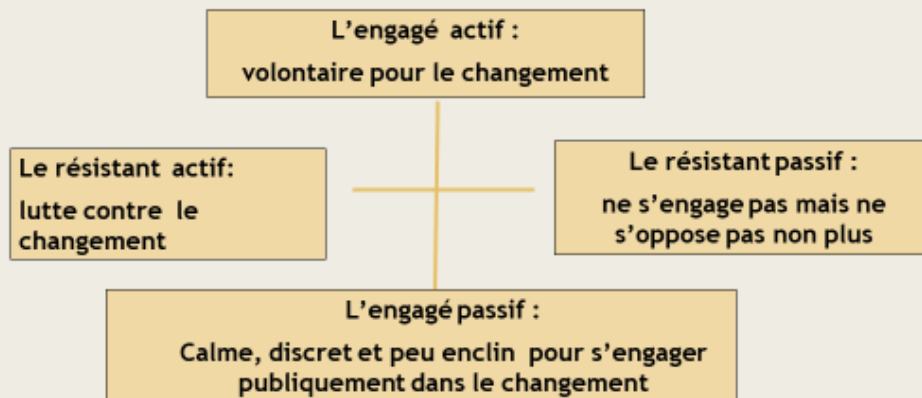 L'engagé actif :
volontaire pour le changement
Le résistant actif:
lutte contre le
changement
Le résistant passif :
ne s'engage pas mais ne
s'oppose pas non plus
L'engagé passif :
Calme, discret et peu enclin pour s'engager
publiquement dans le changement